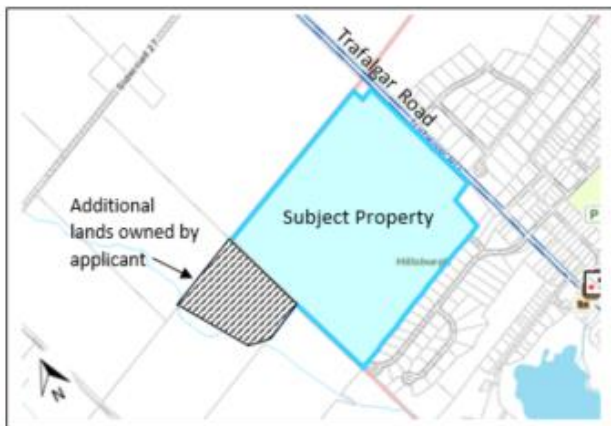 Trafalgar Road
Additional
lands owned by
applicant
Subject Property
Hillsburgh
P
N